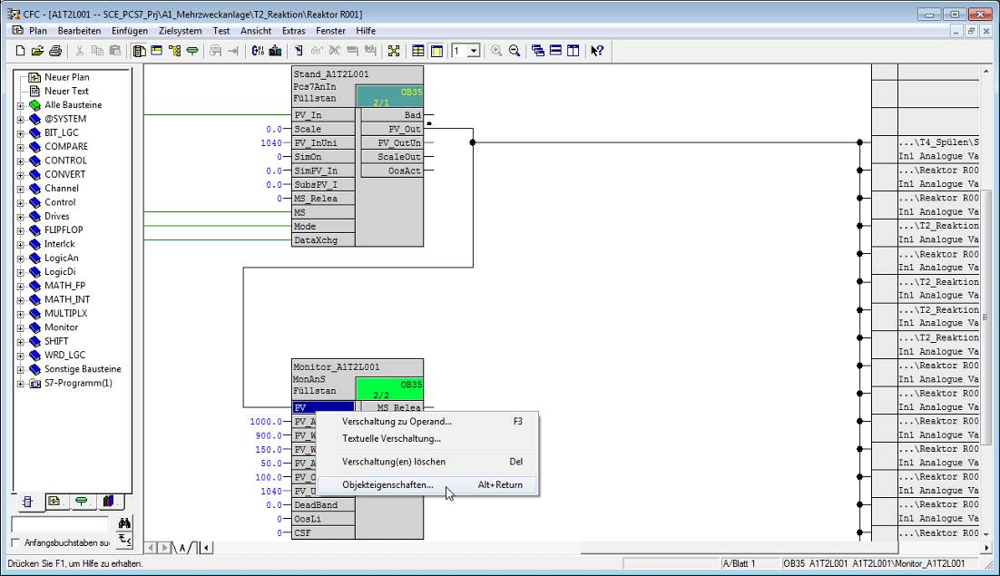 CFC - [A1T2L001 -- SCE_PCS7_Prj\A1_Mehrzweckanlage\T2_Reaktion\Reaktor R001]
Plan Bearbeiten Einfügen Zielsystem Test Ansicht Extras Fenster Hilfe
1
Neuer Plan
Neuer Text
Alle Bausteine
@SYSTEM
BIT_LGC
COMPARE
CONTROL
CONVERT
Channel
Control
Drives
FLIPFLOP
Interlck
LogicAn
LogicDi
MATH_FP
MATH_INT
MULTIPLX
Monitor
SHIFT
WRD_LGC
Sonstige Bausteine
S7-Programm(1)
Anfangsbuchstaben su
Stand_A1T2L001
Pcs7AnIn
Füllstan
OB35
2/1
PV_In Bad
0.0 Scale PV_Out
1040 PV_InUni PV_OutUn
0 SimOn ScaleOut
0.0 SimPV_In OosAct
0.0 SubsPV_I
0 MS_Relea
MS
Mode
DataXchg
Monitor_A1T2L001
MonAnS
Füllstan
OB35
2/2
PV MS_Relea
1000.0 PV_A
900.0 PV_W
150.0 PV_W
50.0 PV_A
100.0 PV_O
1040 PV_U
0.0 DeadBand
0 OosLi
0 CSF
Verschaltung zu Operand... F3
Textuelle Verschaltung...
Verschaltung(en) löschen Del
Objekteigenschaften... Alt+Return
...\T4_Spülen\S
In1 Analogue Va
...\Reaktor R00
In1 Analogue Va
...\Reaktor R00
In1 Analogue Va
...\T2_Reaktion
In1 Analogue Va
...\Reaktor R00
In1 Analogue Va
...\T2_Reaktion
In1 Analogue Va
...\T2_Reaktion
In1 Analogue Va
...\T2_Reaktion
In1 Analogue Va
...\Reaktor R00
In1 Analogue Va
...\Reaktor R00
In1 Analogue Va
...\Reaktor R00
In1 Analogue Va
...\Reaktor R00
In1 Analogue Va
...\Reaktor R00
In1 Analogue Va
...\Reaktor R00
In1 Analogue Va
...\Reaktor R00
A
Drücken Sie F1, um Hilfe zu erhalten.
A/Blatt 1
OB35 A1T2L001 A1T2L001\Monitor_A1T2L001